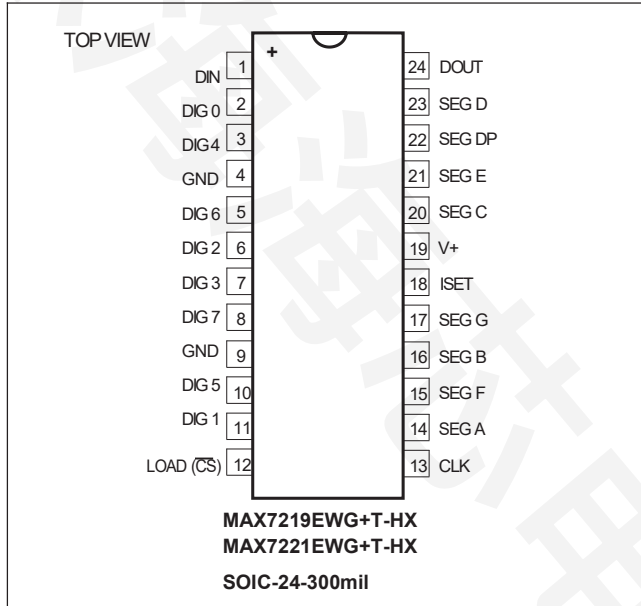 TOP VIEW
+
DIN 1
DIG 0 2
DIG 4 3
GND 4
DIG 6 5
DIG 2 6
DIG 3 7
DIG 7 8
GND 9
DIG 5 10
DIG 1 11
LOAD (C̅S̅) 12
24 DOUT
23 SEG D
22 SEG DP
21 SEG E
20 SEG C
19 V+
18 ISET
17 SEG G
16 SEG B
15 SEG F
14 SEG A
13 CLK
MAX7219EWG+T-HX
MAX7221EWG+T-HX
SOIC-24-300mil